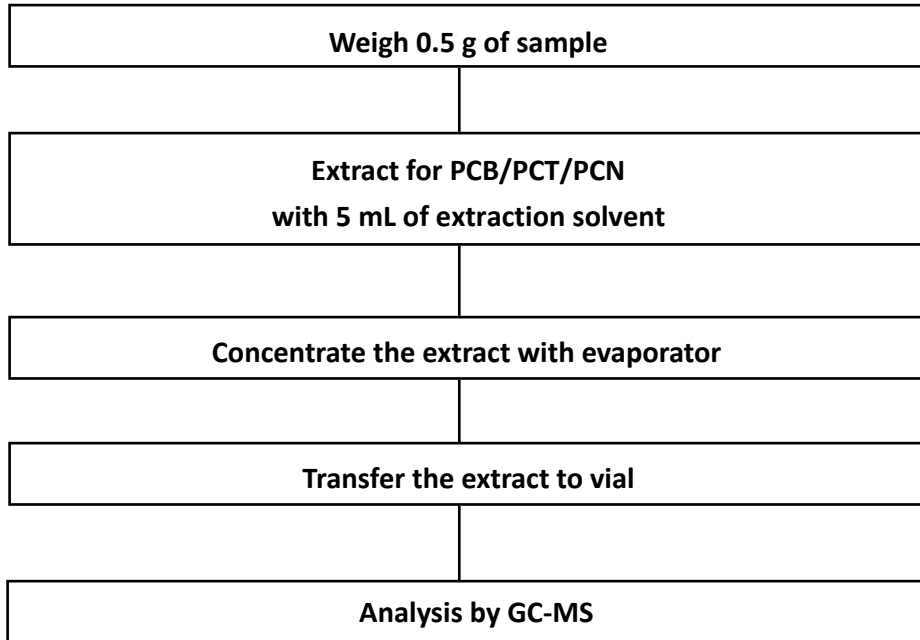 Weigh 0.5 g of sample
Extract for PCB/PCT/PCN
with 5 mL of extraction solvent
Concentrate the extract with evaporator
Transfer the extract to vial
Analysis by GC-MS